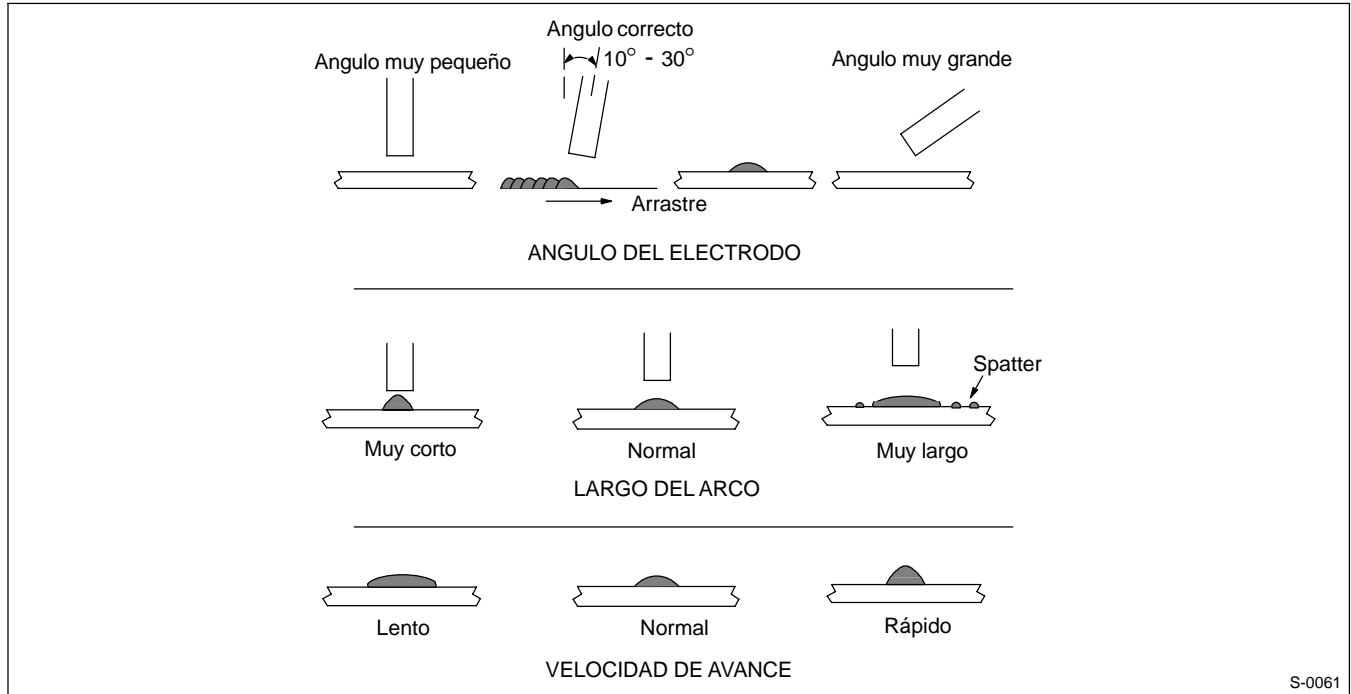 Angulo muy pequeño
Angulo correcto
10° - 30°
Angulo muy grande
Arrastre
ANGULO DEL ELECTRODO
Spatter
Muy corto
Normal
Muy largo
LARGO DEL ARCO
Lento
Normal
Rápido
VELOCIDAD DE AVANCE
S-0061